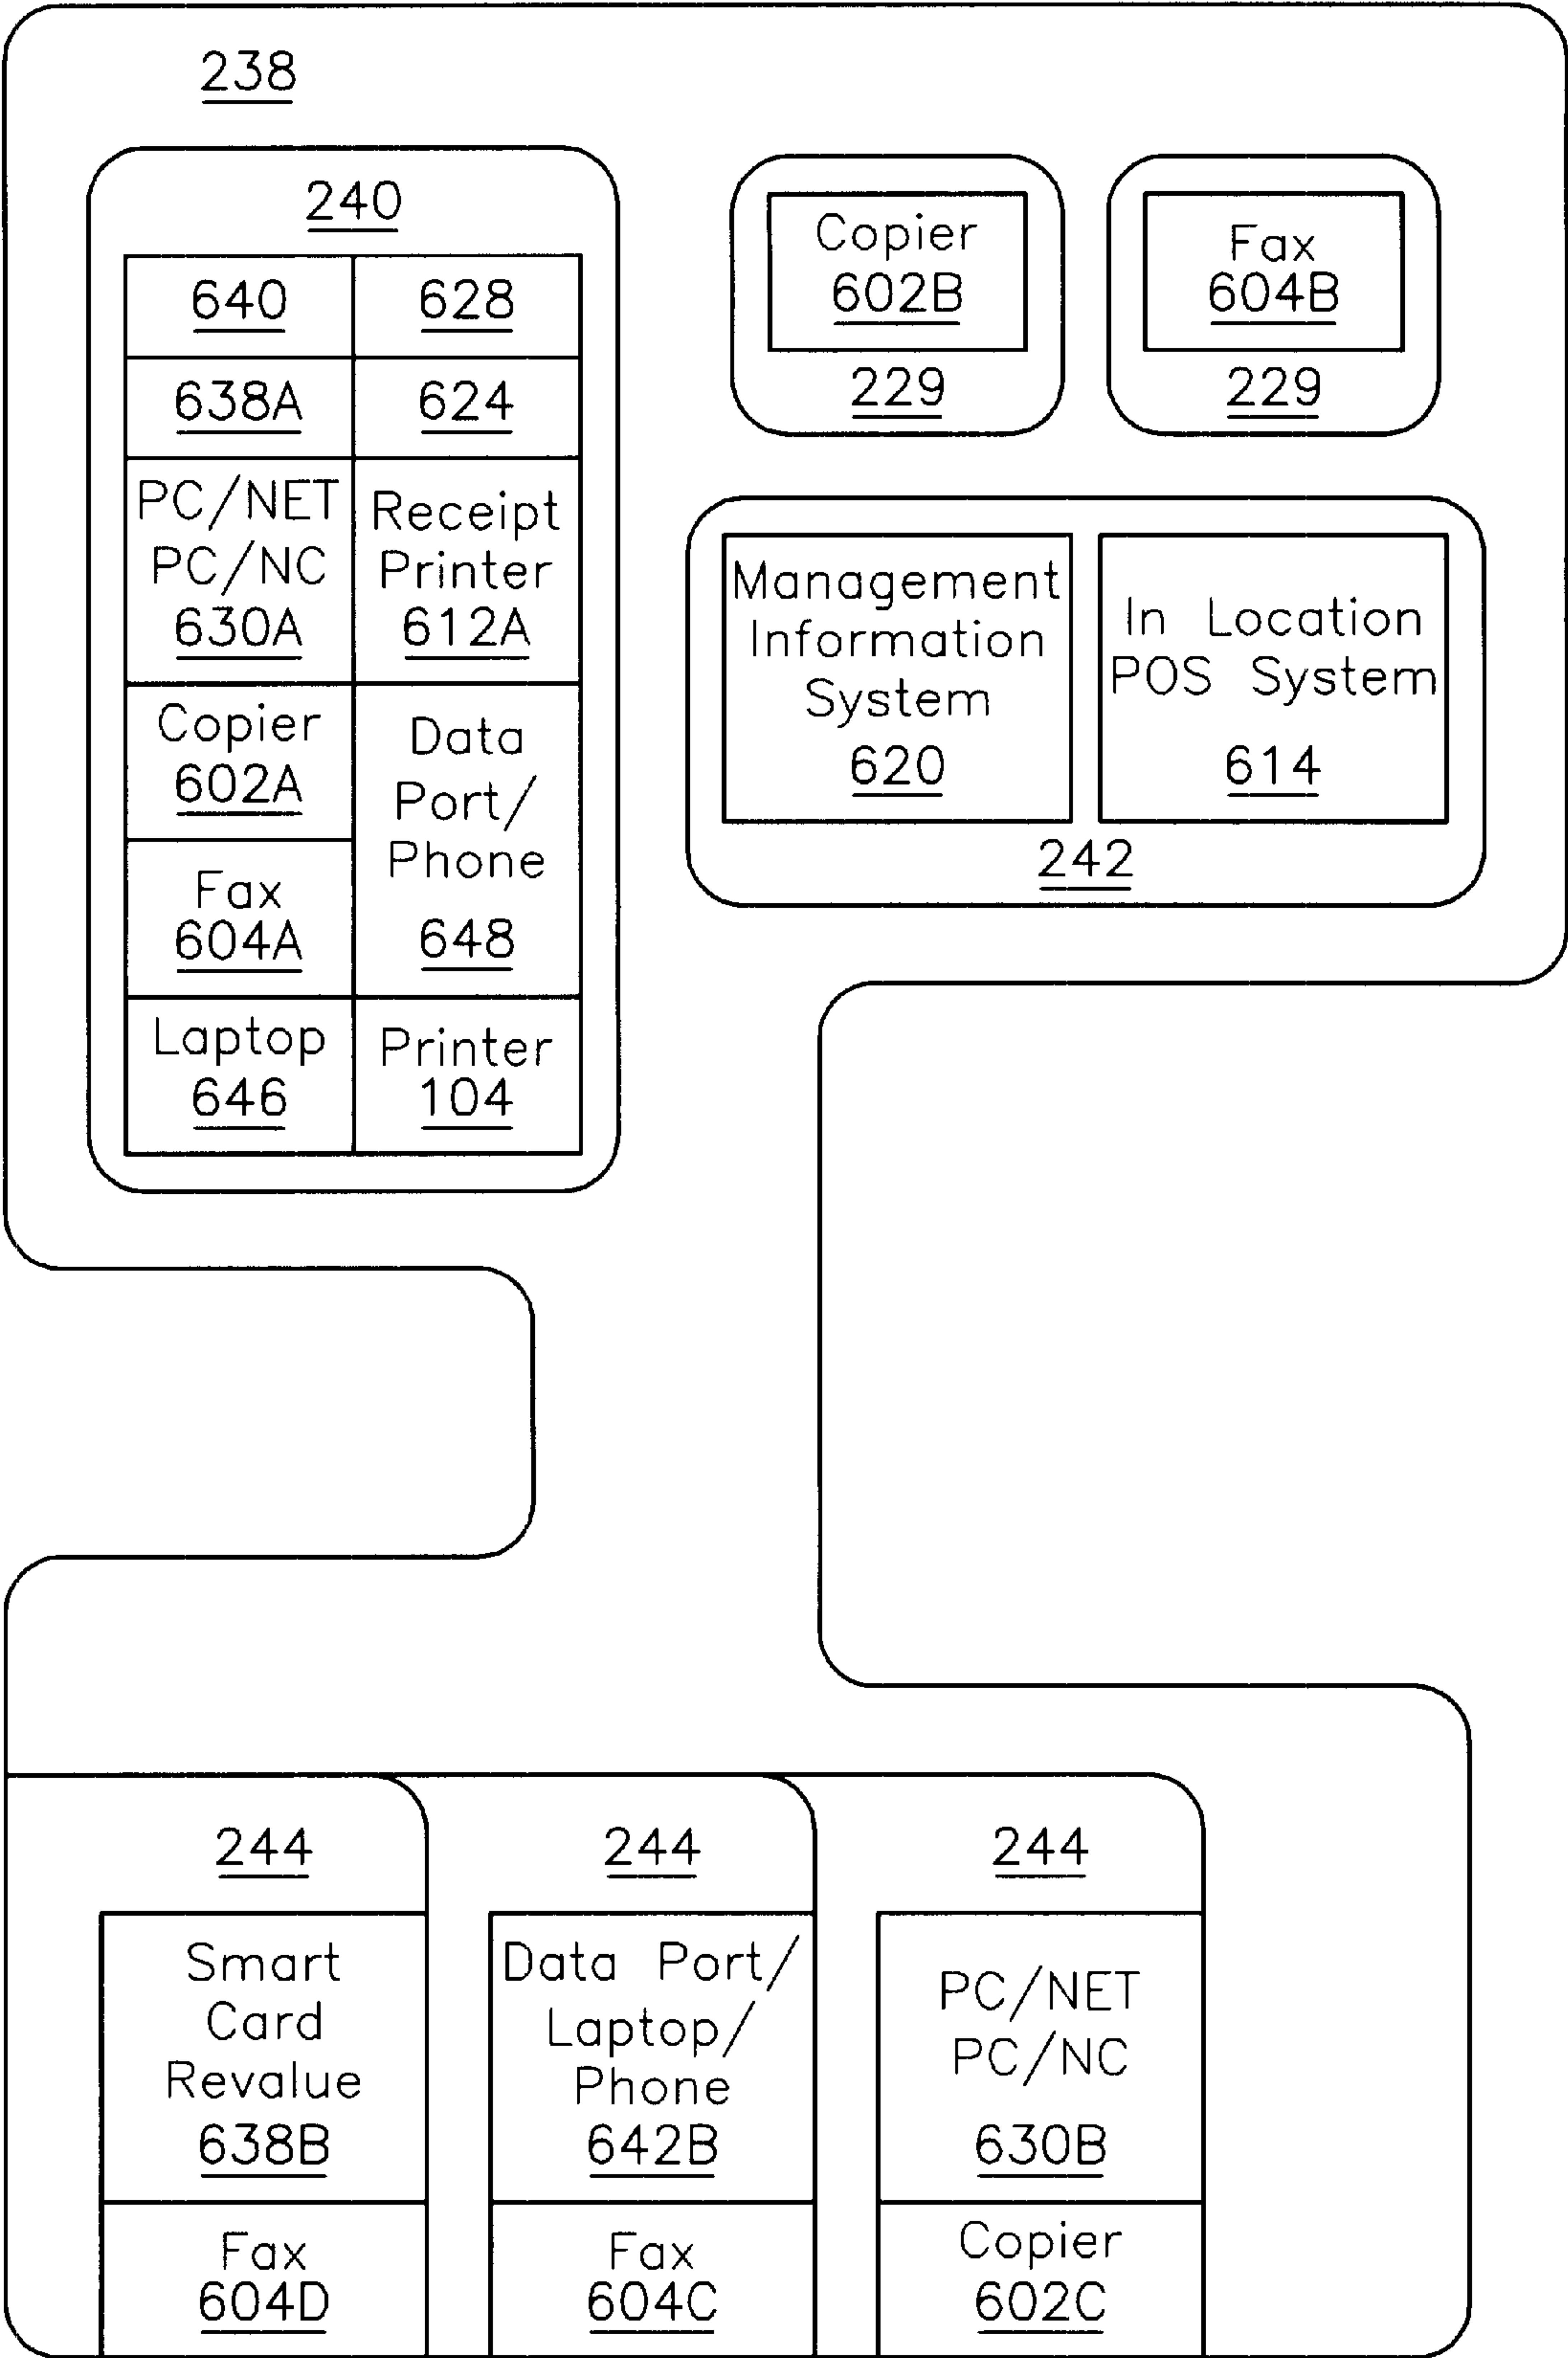 238
240
640
628
638A
624
PC/NET
PC/NC
630A
Receipt
Printer
612A
Copier
602A
Data
Port/
Phone
648
Fax
604A
Laptop
646
Printer
104
Copier
602B
229
Fax
604B
229
Management
Information
System
620
In Location
POS System
614
242
244
Smart
Card
Revalue
638B
Fax
604D
244
Data Port/
Laptop/
Phone
642B
Fax
604C
244
PC/NET
PC/NC
630B
Copier
602C